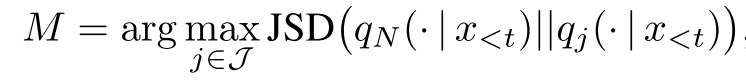 M = arg max_{j∈𝒥} JSD(q_N(· | x_{<t})||q_j(· | x_{<t})),